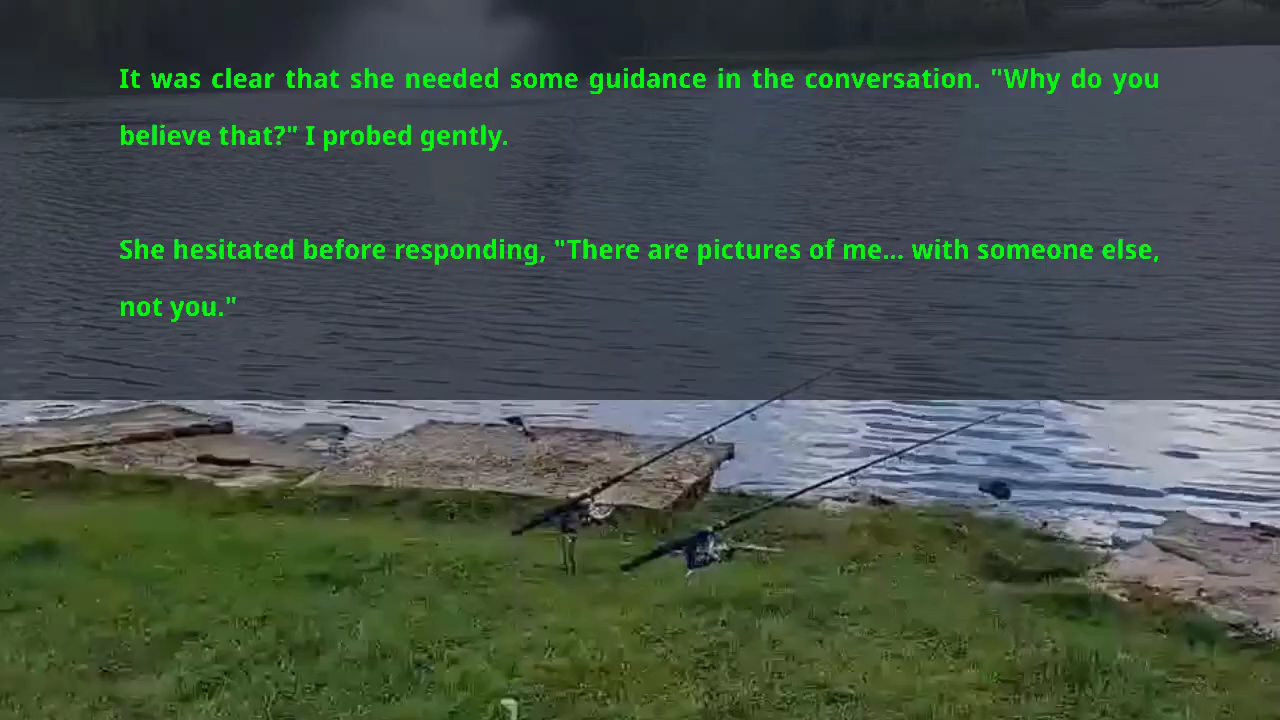 It was clear that she needed some guidance in the conversation. "Why do you
believe that?" I probed gently.
She hesitated before responding, "There are pictures of me... with someone else,
not you."